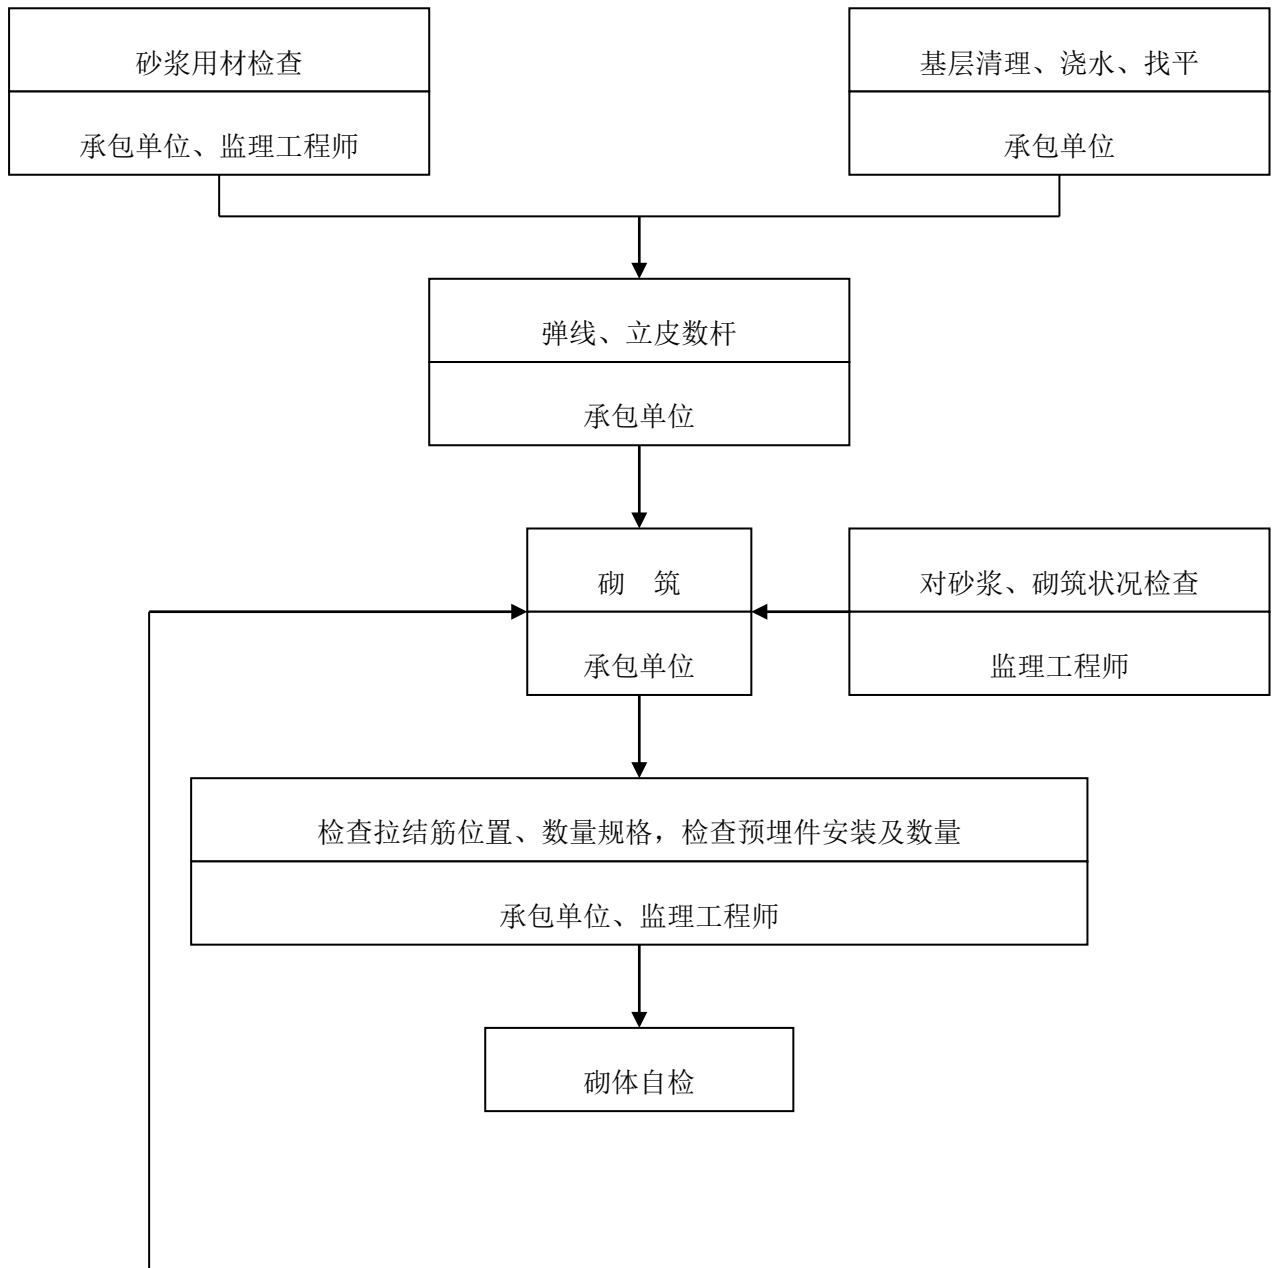 砂浆用材检查
承包单位、监理工程师
基层清理、浇水、找平
承包单位
弹线、立皮数杆
承包单位
砌 筑
承包单位
对砂浆、砌筑状况检查
监理工程师
检查拉结筋位置、数量规格，检查预埋件安装及数量
承包单位、监理工程师
砌体自检